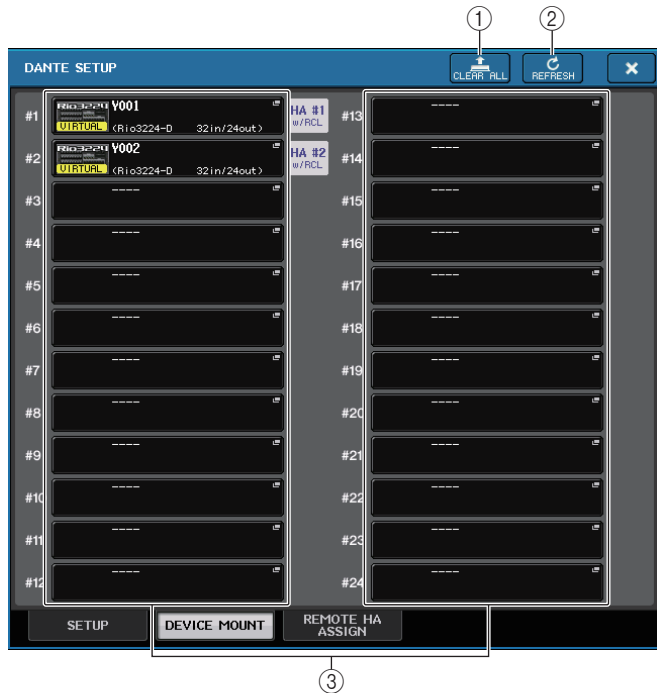 ① ②
DANTE SETUP CLEAR ALL REFRESH ×
#1 Rio3224 VIRTUAL Y001 (Rio3224-D 32in/24out) HA #1 w/RCL #13 ----
#2 Rio3224 VIRTUAL Y002 (Rio3224-D 32in/24out) HA #2 w/RCL #14 ----
#3 ---- #15 ----
#4 ---- #16 ----
#5 ---- #17 ----
#6 ---- #18 ----
#7 ---- #19 ----
#8 ---- #20 ----
#9 ---- #21 ----
#10 ---- #22 ----
#11 ---- #23 ----
#12 ---- #24 ----
SETUP DEVICE MOUNT REMOTE HA ASSIGN
③